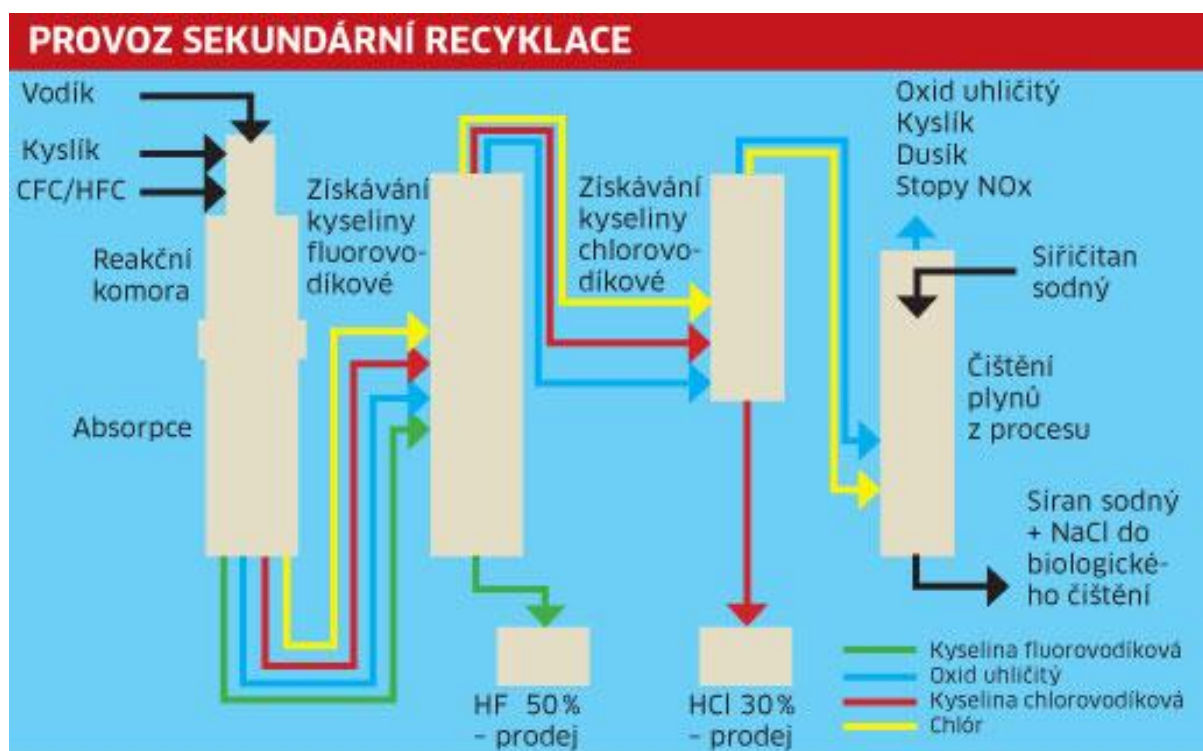 PROVOZ SEKUNDÁRNÍ RECYKLACE
Vodík
Kyslík
CFC/HFC
Reakční
komora
Absorpce
Získávání
kyseliny
fluorovo-
díkové
Získávání
kyseliny
chlorovo-
díkové
Oxid uhličitý
Kyslík
Dusík
Stopy NOx
Siřičitan
sodný
Čištění
plynů
z procesu
Síran sodný
+ NaCl do
biologické-
ho čištění
HF 50%
– prodej
HCl 30%
– prodej
Kyselina fluorovodíková
Oxid uhličitý
Kyselina chlorovodíková
Chlór